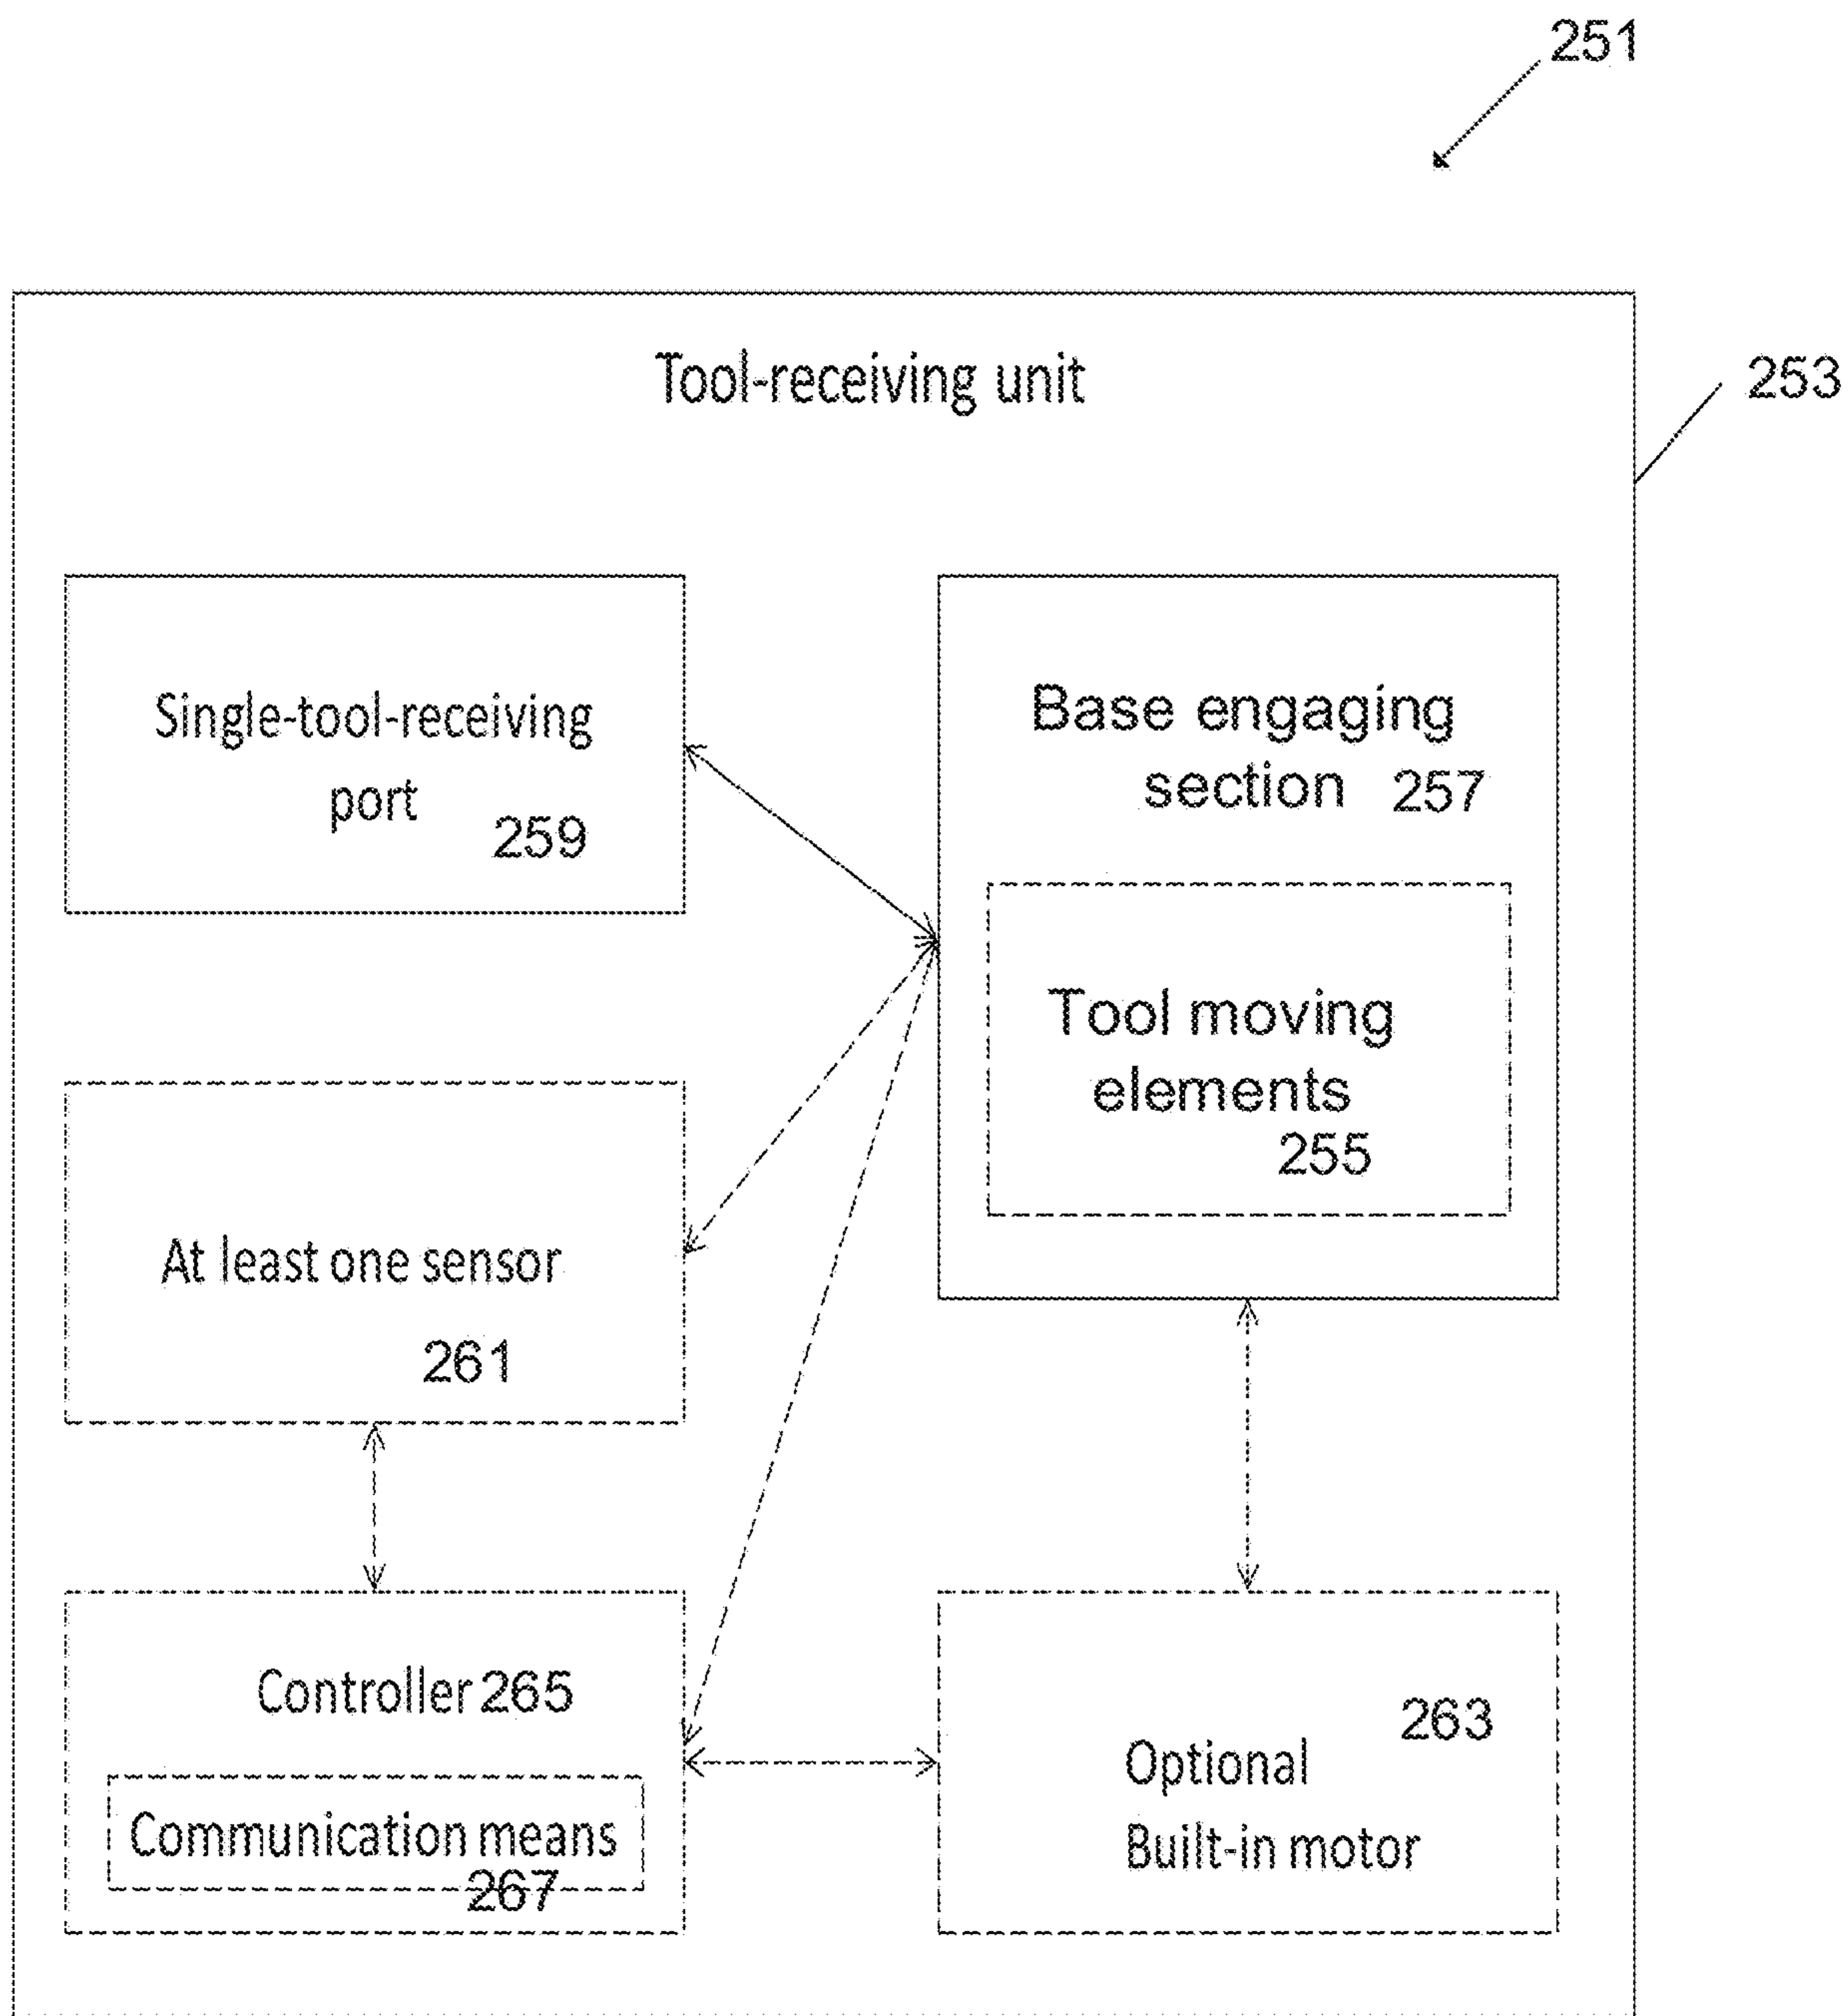 251
Tool-receiving unit
253
Single-tool-receiving
port
259
Base engaging
section 257
Tool moving
elements
255
At least one sensor
261
Controller 265
Communication means
267
263
Optional
Built-in motor